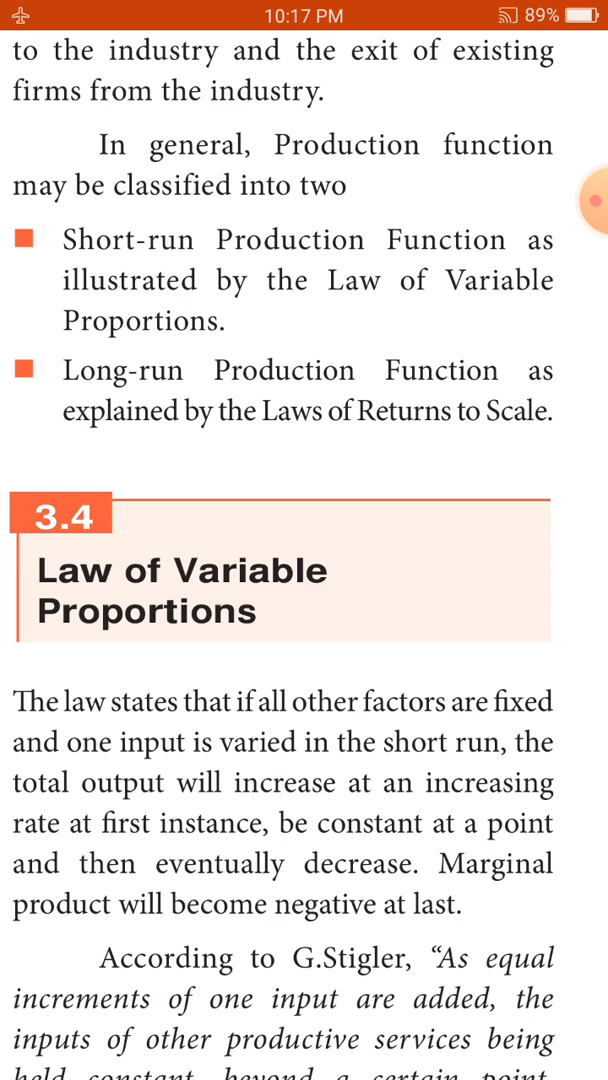 10:17 PM
89%
to the industry and the exit of existing
firms from the industry.
In general, Production function
may be classified into two
Short-run Production Function as
illustrated by the Law of Variable
Proportions.
Long-run Production Function as
explained by the Laws of Returns to Scale.
3.4
Law of Variable
Proportions
The law states that if all other factors are fixed
and one input is varied in the short run, the
total output will increase at an increasing
rate at first instance, be constant at a point
and then eventually decrease. Marginal
product will become negative at last.
According to G.Stigler, “As equal
increments of one input are added, the
inputs of other productive services being
held constant, beyond a certain point,